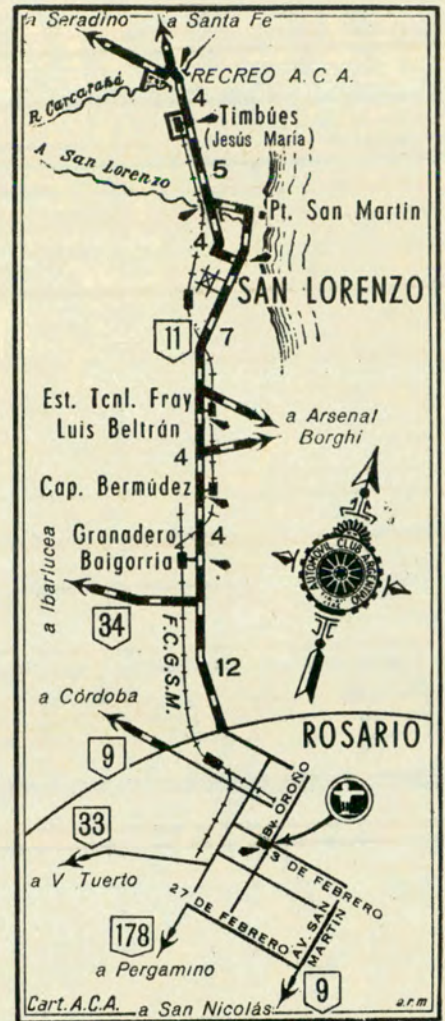 a Seradino
a Santa Fe
RECREO A.C.A.
R. Carcarañá
4
Timbúes
(Jesús María)
5
A. San Lorenzo
Pt. San Martin
4
SAN LORENZO
11
7
Est. Tcnl. Fray
Luis Beltrán
a Arsenal
Borghi
4
Cap. Bermúdez
4
Granadero
Baigorria
AUTOMOVIL CLUB ARGENTINO
a Ibarlucea
34
F.C.G.S.M.
12
a Córdoba
9
ROSARIO
Bv. OROÑO
33
a V Tuerto
3 DE FEBRERO
27 DE FEBRERO
AV. SAN
MARTIN
178
a Pergamino
9
Cart. A.C.A.
a San Nicolás
a.r.m